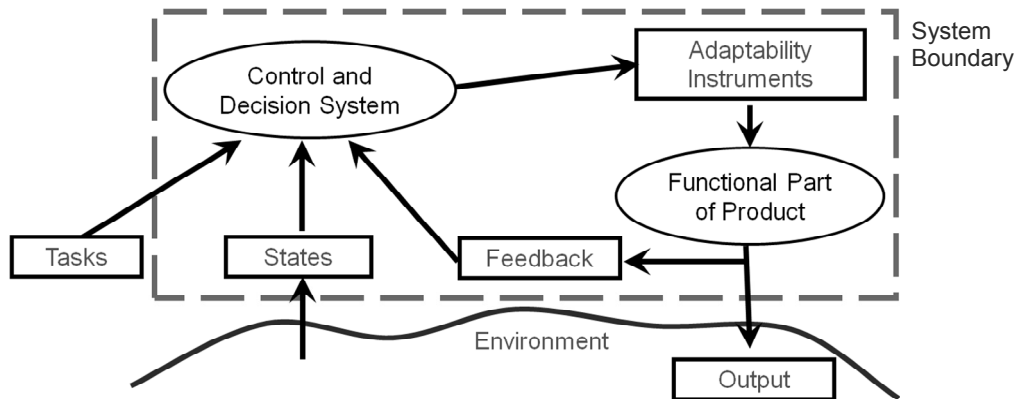 System
Boundary
Adaptability
Instruments
Control and
Decision System
Functional Part
of Product
Tasks
States
Feedback
Environment
Output